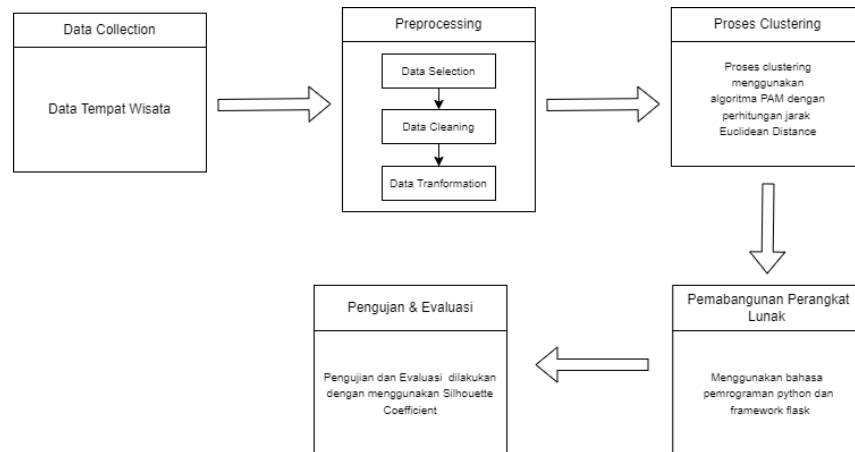 Data Collection
Data Tempat Wisata
Preprocessing
Data Selection
Data Cleaning
Data Tranformation
Proses Clustering
Proses clustering
menggunakan
algoritma PAM dengan
perhitungan jarak
Euclidean Distance
Pemabangunan Perangkat
Lunak
Menggunakan bahasa
pemrograman python dan
framework flask
Pengujan & Evaluasi
Pengujian dan Evaluasi dilakukan
dengan menggunakan Silhouette
Coefficient